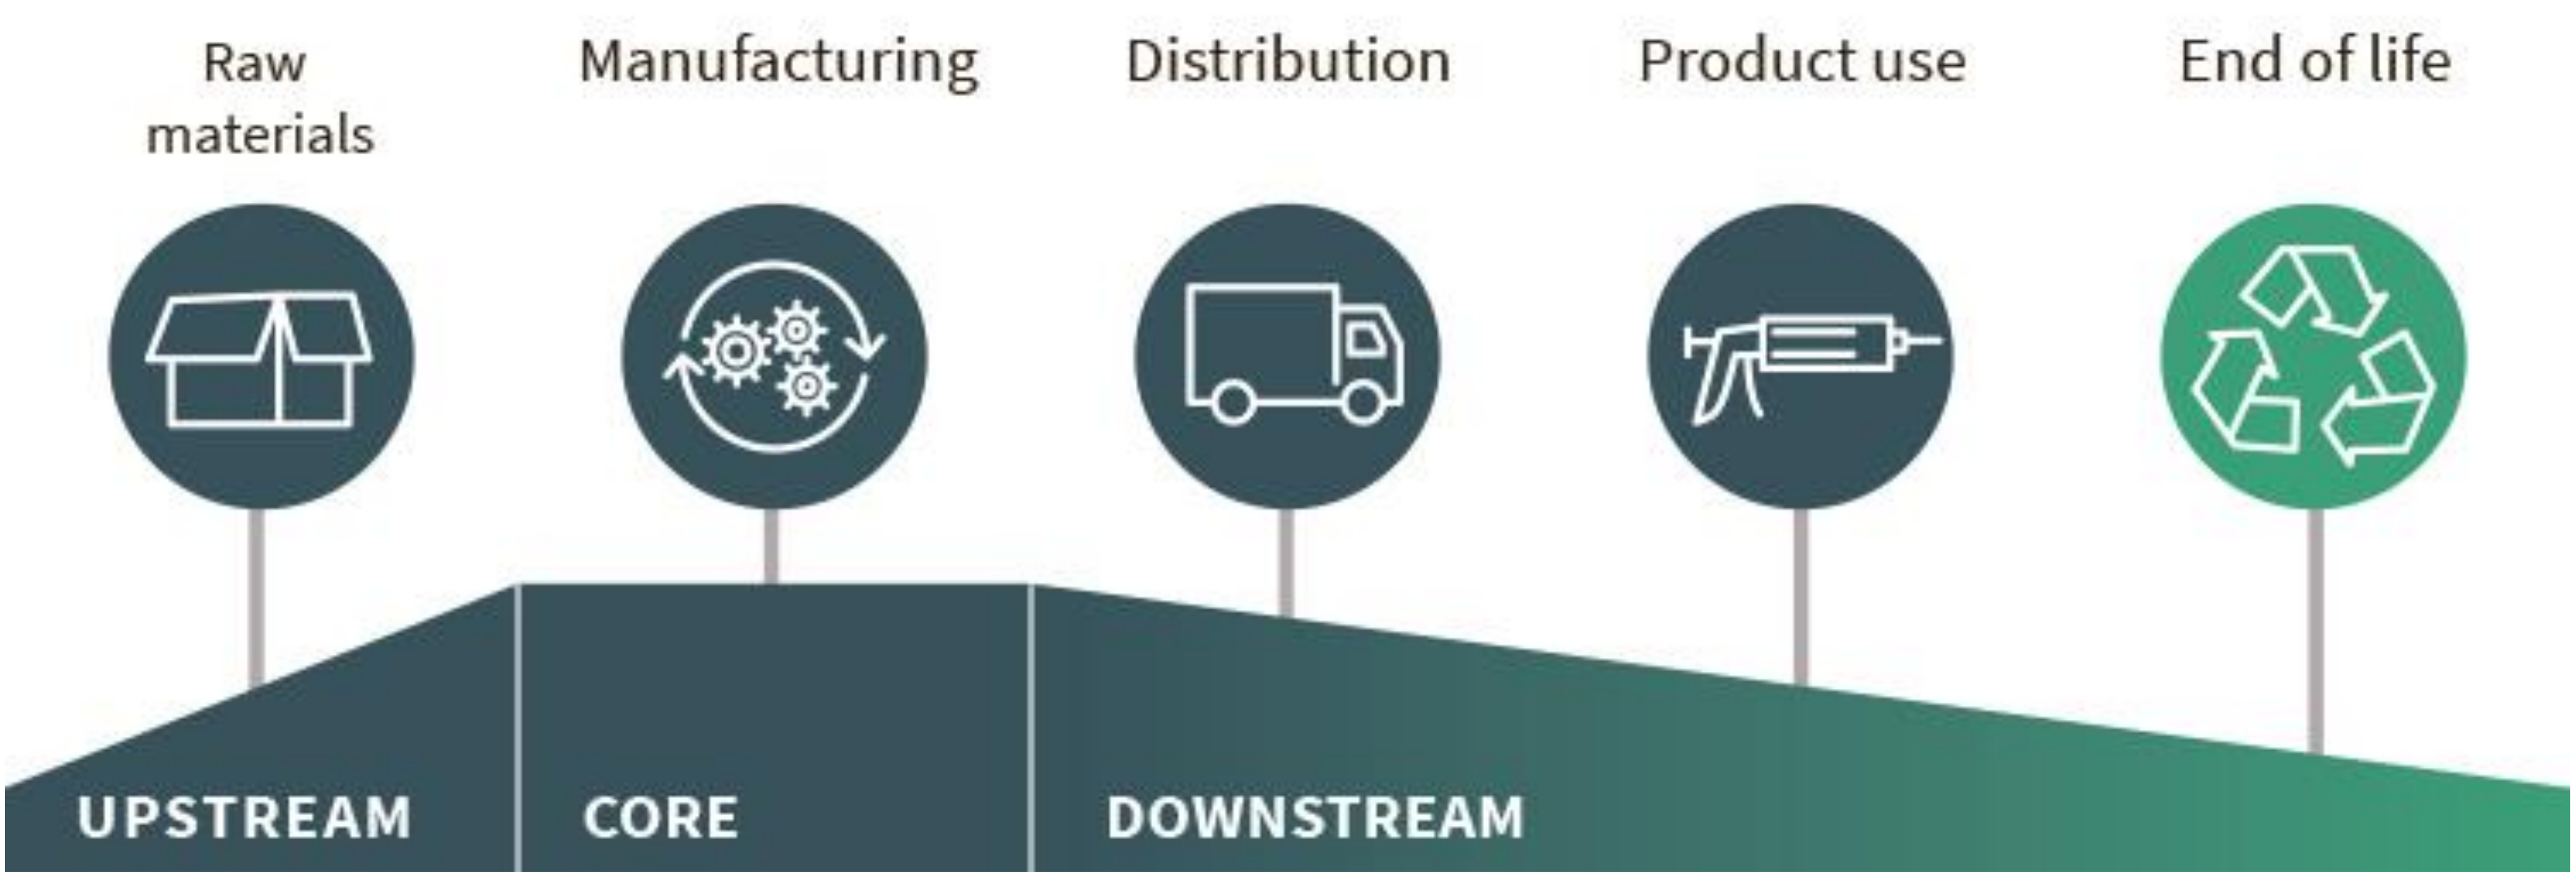 Raw
materials
Manufacturing
Distribution
Product use
End of life
UPSTREAM
CORE
DOWNSTREAM